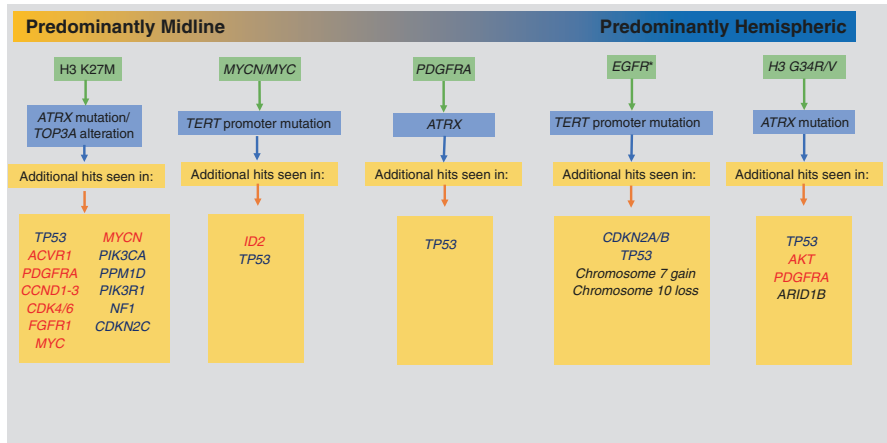 Predominantly Midline
Predominantly Hemispheric
H3 K27M
ATRX mutation/
TOP3A alteration
Additional hits seen in:
TP53
ACVR1
PDGFRA
CCND1-3
CDK4/6
FGFR1
MYC
MYCN
PIK3CA
PPM1D
PIK3R1
NF1
CDKN2C
MYCN/MYC
TERT promoter mutation
Additional hits seen in:
ID2
TP53
PDGFRA
ATRX
Additional hits seen in:
TP53
EGFR*
TERT promoter mutation
Additional hits seen in:
CDKN2A/B
TP53
Chromosome 7 gain
Chromosome 10 loss
H3 G34R/V
ATRX mutation
Additional hits seen in:
TP53
AKT
PDGFRA
ARID1B